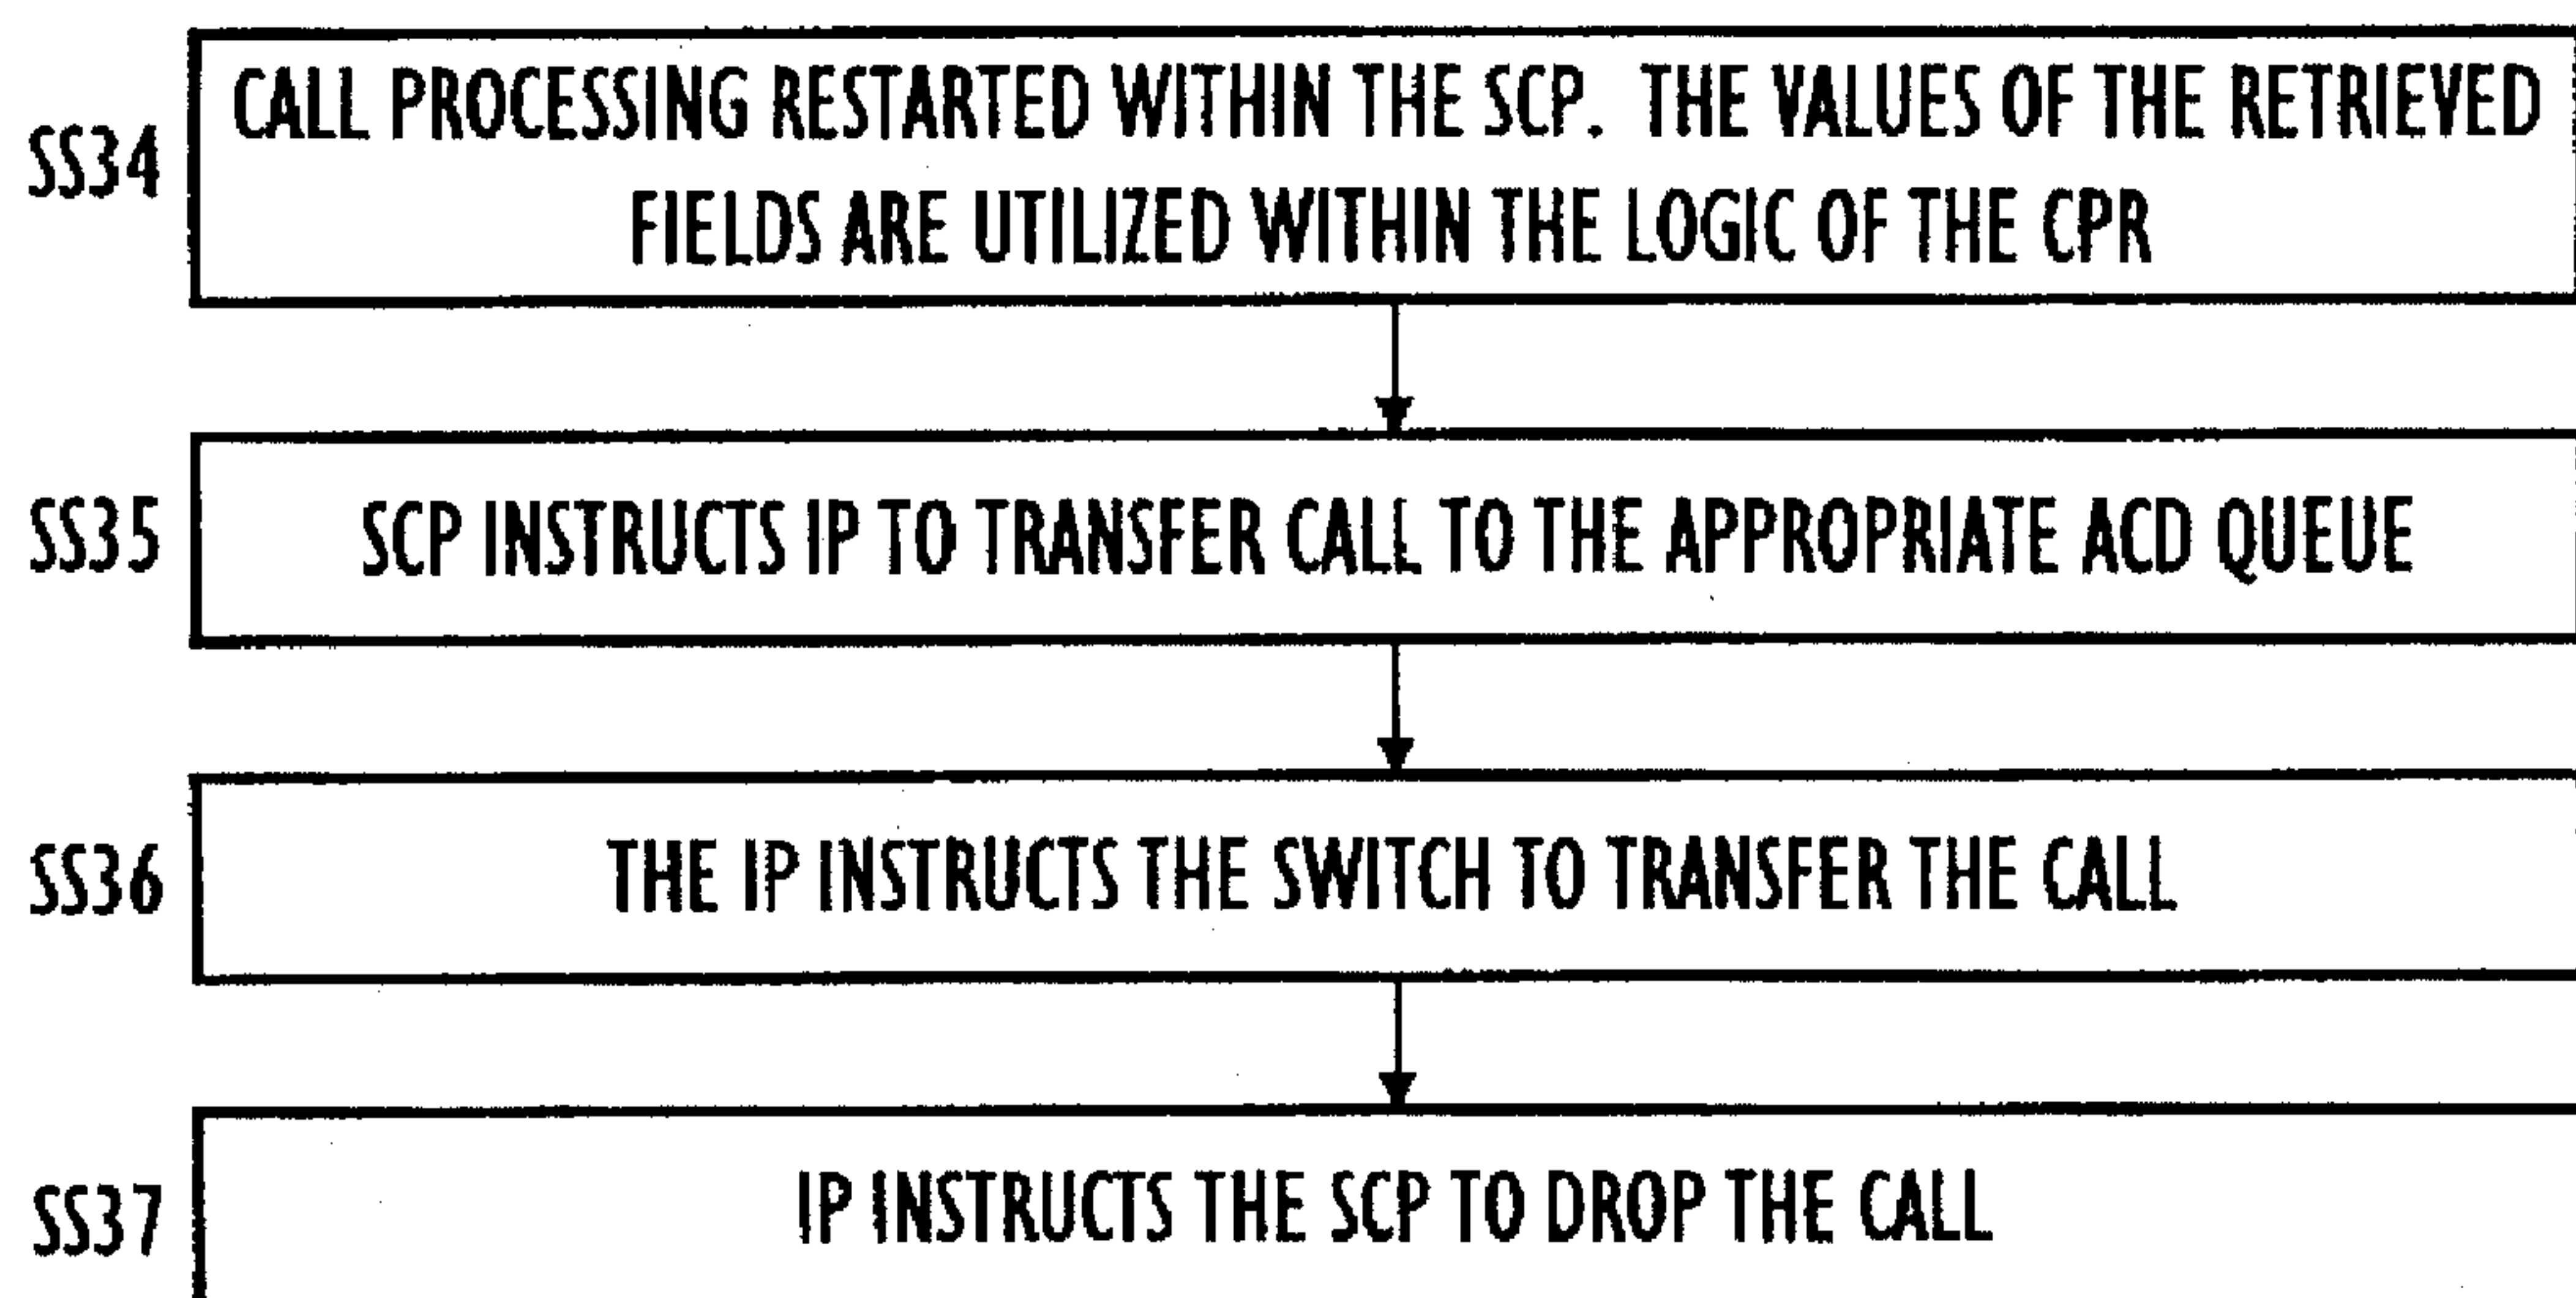 SS34
CALL PROCESSING RESTARTED WITHIN THE SCP. THE VALUES OF THE RETRIEVED
FIELDS ARE UTILIZED WITHIN THE LOGIC OF THE CPR
SS35
SCP INSTRUCTS IP TO TRANSFER CALL TO THE APPROPRIATE ACD QUEUE
SS36
THE IP INSTRUCTS THE SWITCH TO TRANSFER THE CALL
SS37
IP INSTRUCTS THE SCP TO DROP THE CALL